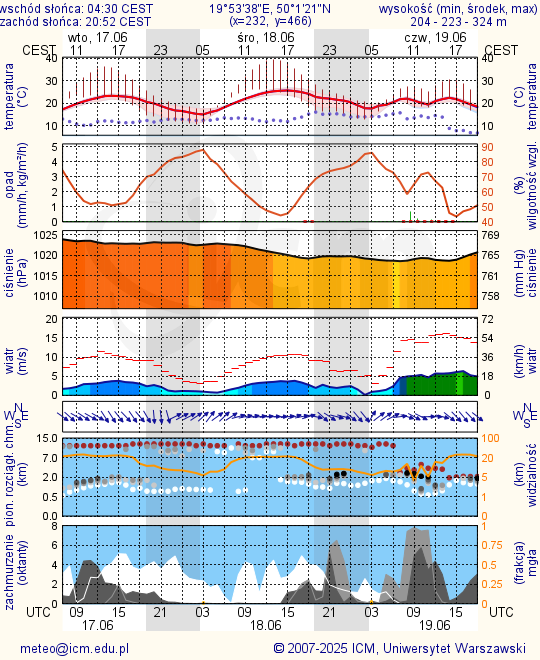 wschód słońca: 04:30 CEST 19°53'38"E, 50°1'21"N wysokość (min, środek, max)
zachód słońca: 20:52 CEST (x=232, y=466) 204 - 223 - 324 m
wto, 17.06 śro, 18.06 czw, 19.06
CEST 11 17 23 05 11 17 23 05 11 17 CEST
temperatura (°C)
40 30 20 10
40 30 20 10
temperatura (°C)
opad (mm/h, kg/m²/h)
5 4 3 2 1 0
90 80 70 60 50 40
(%) wilgotność wzgl.
ciśnienie (hPa)
1025 1020 1015 1010
769 765 761 758
(mm Hg) ciśnienie
wiatr (m/s)
20 15 10 5 0
72 54 36 18 0
(km/h) wiatr
N W E S
N W E S
pion. rozciągł. chm. (km)
15.0 7.0 2.0 0.5 0.0
100 20 5 1 0
(km) widzialność
zachmurzenie (oktanty)
8 6 4 2 0
1 0.75 0.5 0.25 0
(frakcja) mgła
UTC 09 15 21 03 09 15 21 03 09 15 UTC
17.06 18.06 19.06
meteo@icm.edu.pl © 2007-2025 ICM, Uniwersytet Warszawski